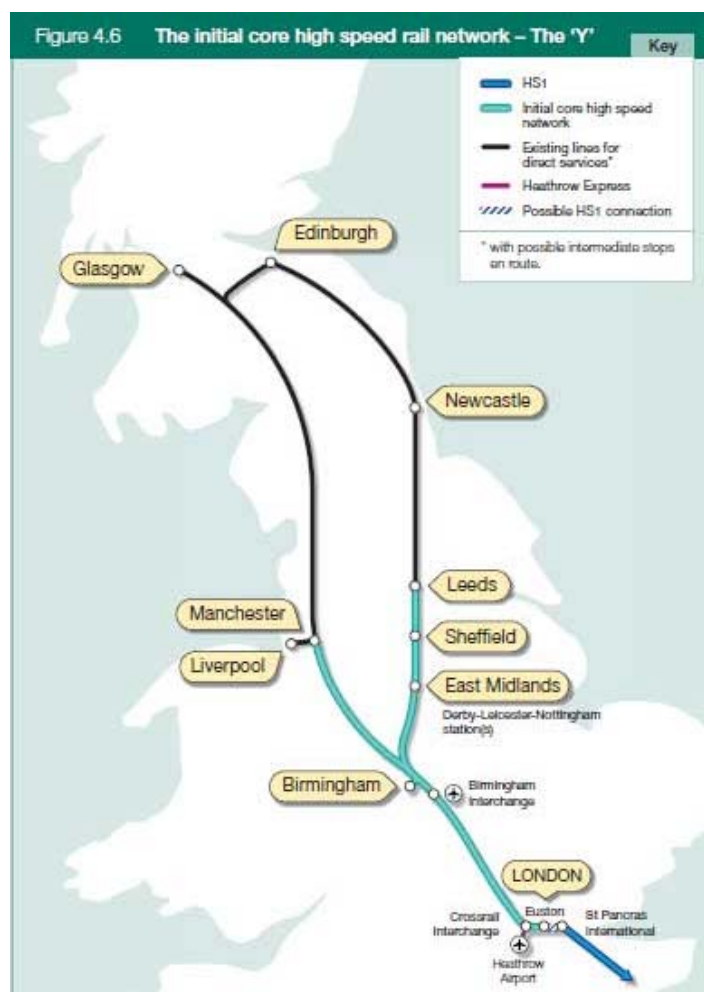 Figure 4.6 The initial core high speed rail network – The ‘Y’
Key
HS1
Initial core high speed
network
Existing lines for
direct services*
Heathrow Express
Possible HS1 connection
* with possible intermediate stops
en route.
Edinburgh
Glasgow
Newcastle
Leeds
Manchester
Sheffield
Liverpool
East Midlands
Derby-Leicester-Nottingham
station(s)
Birmingham
Birmingham
Interchange
LONDON
Euston
St Pancras
International
Crossrail
Interchange
Heathrow
Airport